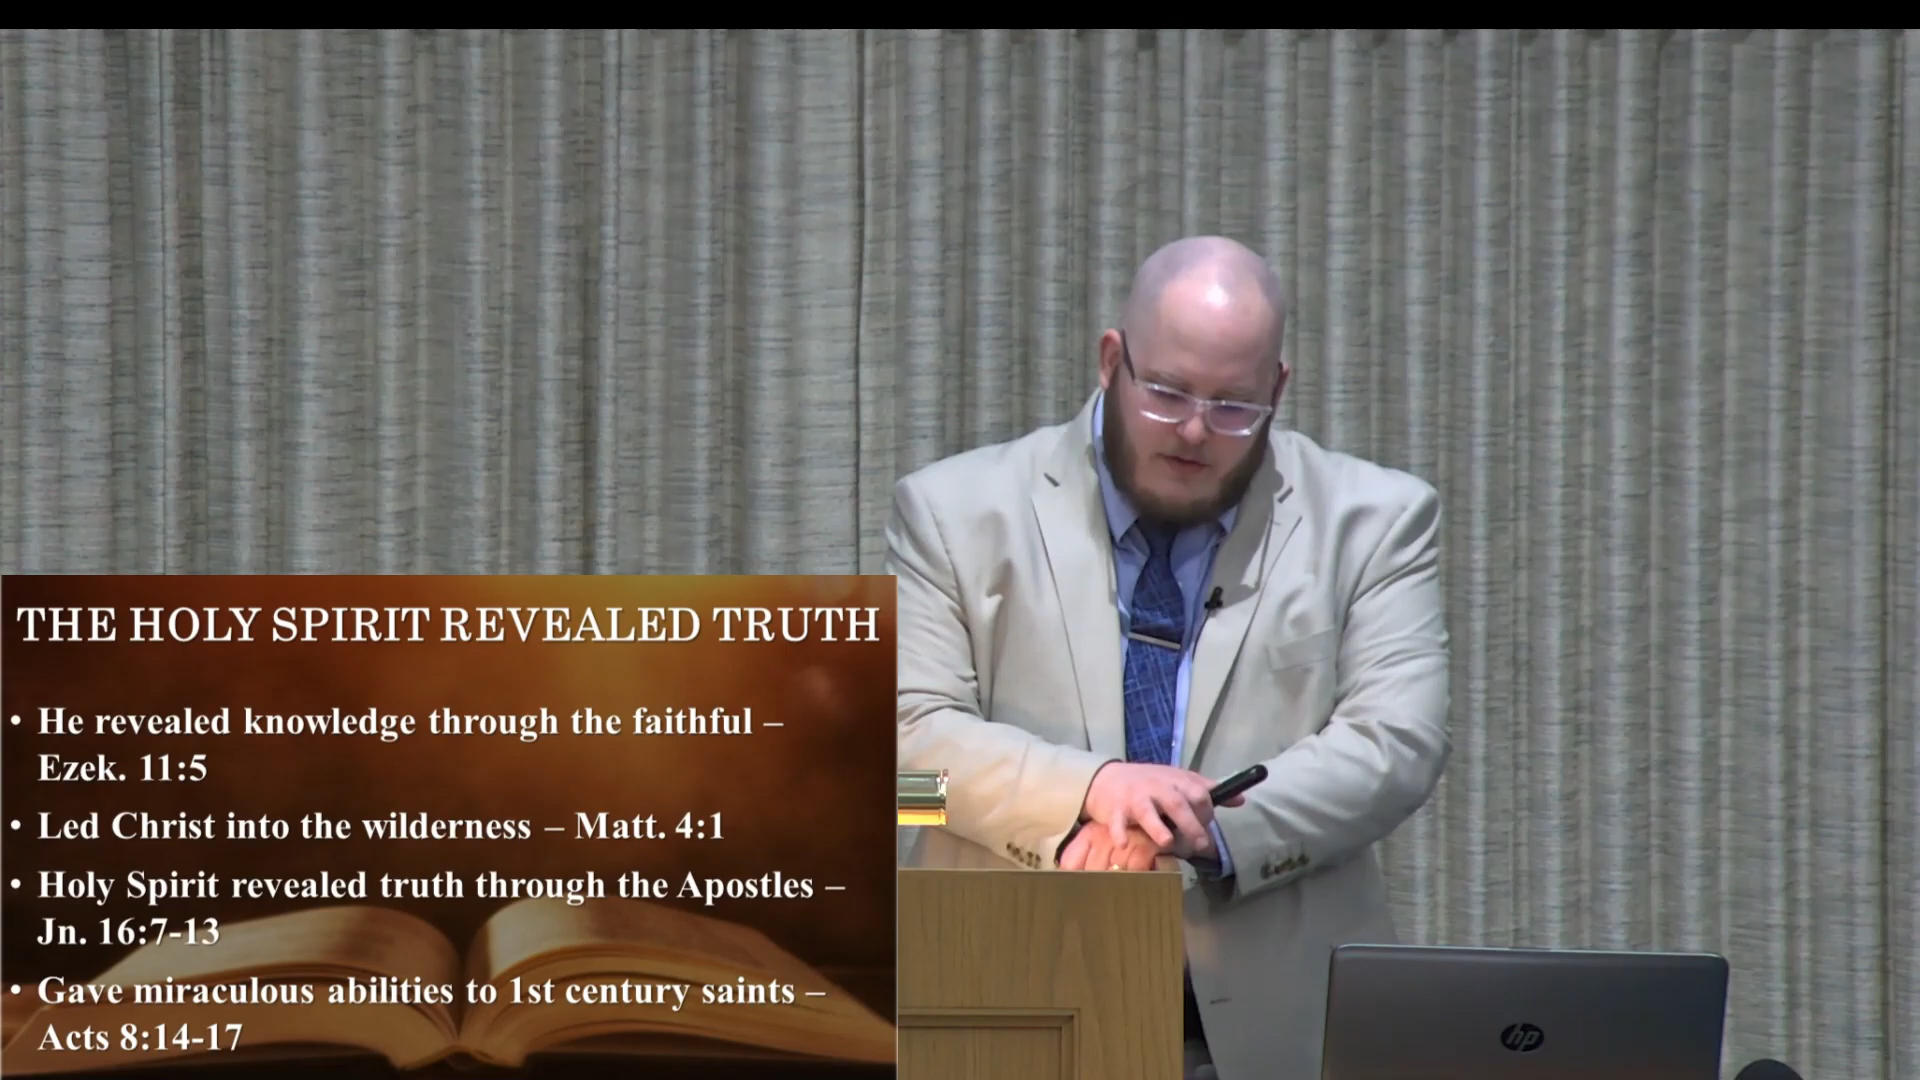 THE HOLY SPIRIT REVEALED TRUTH
• He revealed knowledge through the faithful –
Ezek. 11:5
• Led Christ into the wilderness – Matt. 4:1
• Holy Spirit revealed truth through the Apostles –
Jn. 16:7-13
• Gave miraculous abilities to 1st century saints –
Acts 8:14-17
hp